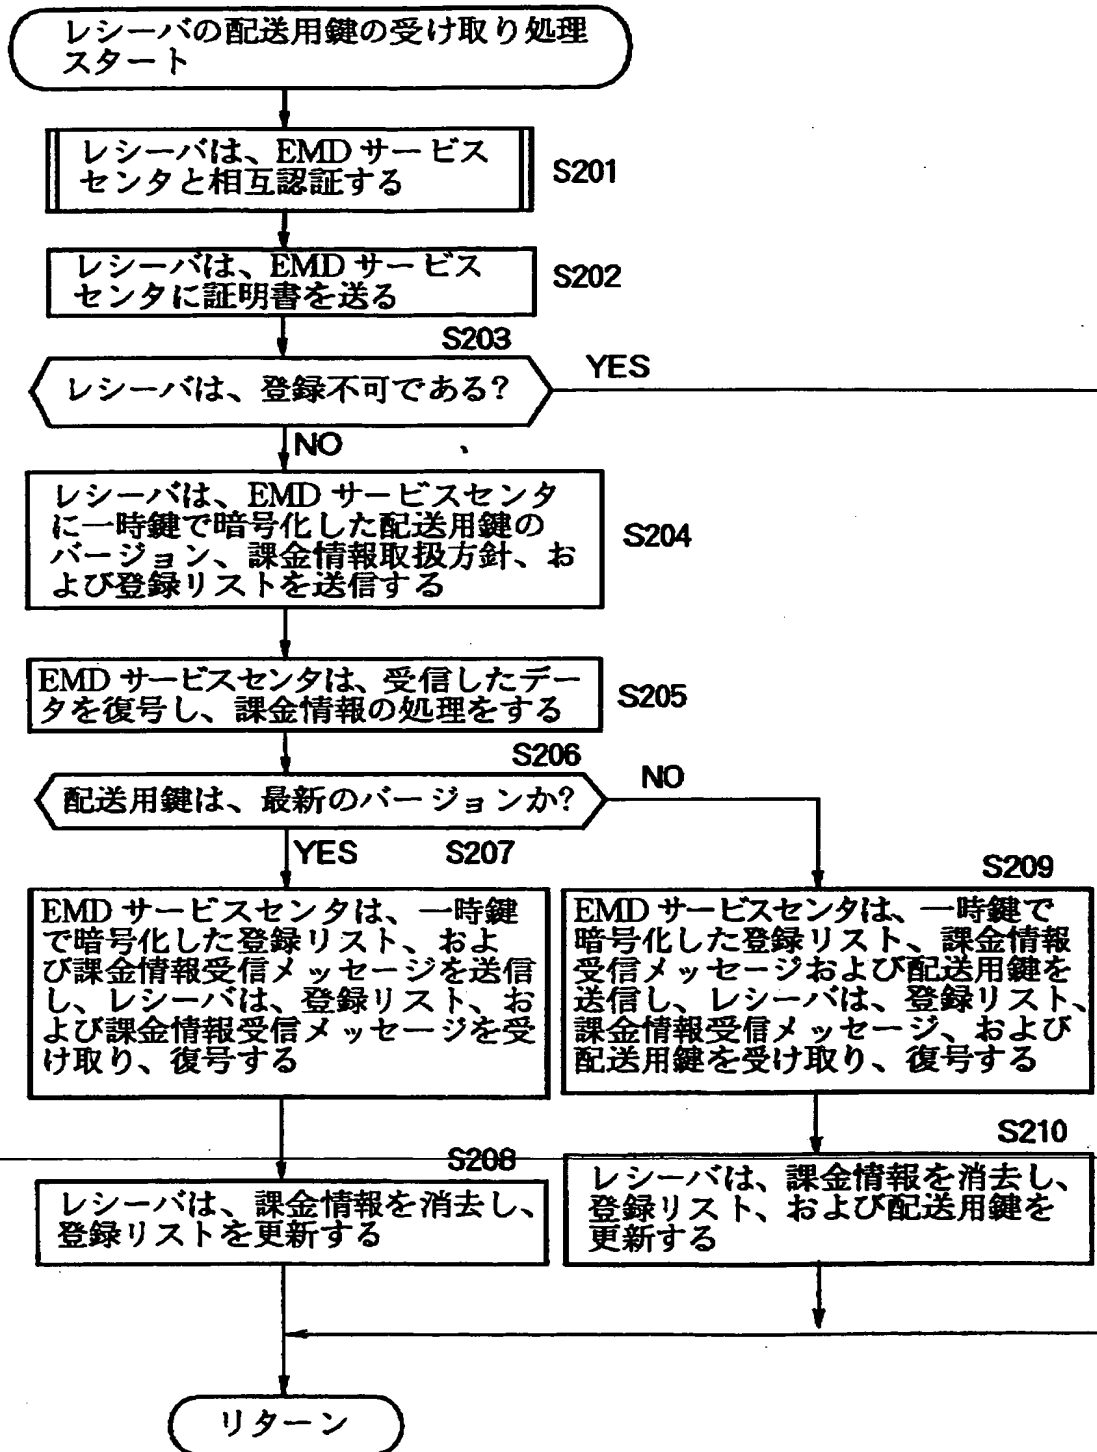 レシーバの配送用鍵の受け取り処理
スタート
レシーバは、EMD サービス
センタと相互認証する
S201
レシーバは、EMD サービス
センタに証明書を送る
S202
S203
レシーバは、登録不可である?
YES
NO
レシーバは、EMD サービスセンタ
に一時鍵で暗号化した配送用鍵の
バージョン、課金情報取扱方針、お
よび登録リストを送信する
S204
EMD サービスセンタは、受信したデー
タを復号し、課金情報の処理をする
S205
S206
配送用鍵は、最新のバージョンか?
NO
YES
S207
EMD サービスセンタは、一時鍵
で暗号化した登録リスト、およ
び課金情報受信メッセージを送信
し、レシーバは、登録リスト、お
よび課金情報受信メッセージを受
け取り、復号する
S209
EMD サービスセンタは、一時鍵で
暗号化した登録リスト、課金情報
受信メッセージおよび配送用鍵を
送信し、レシーバは、登録リスト、
課金情報受信メッセージ、および
配送用鍵を受け取り、復号する
S208
レシーバは、課金情報を消去し、
登録リストを更新する
S210
レシーバは、課金情報を消去し、
登録リスト、および配送用鍵を
更新する
リターン